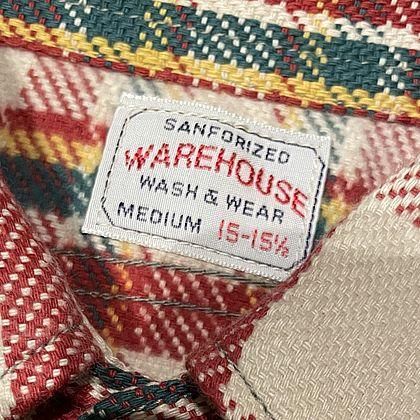 SANFORIZED
WAREHOUSE
WASH & WEAR
MEDIUM 15-15½